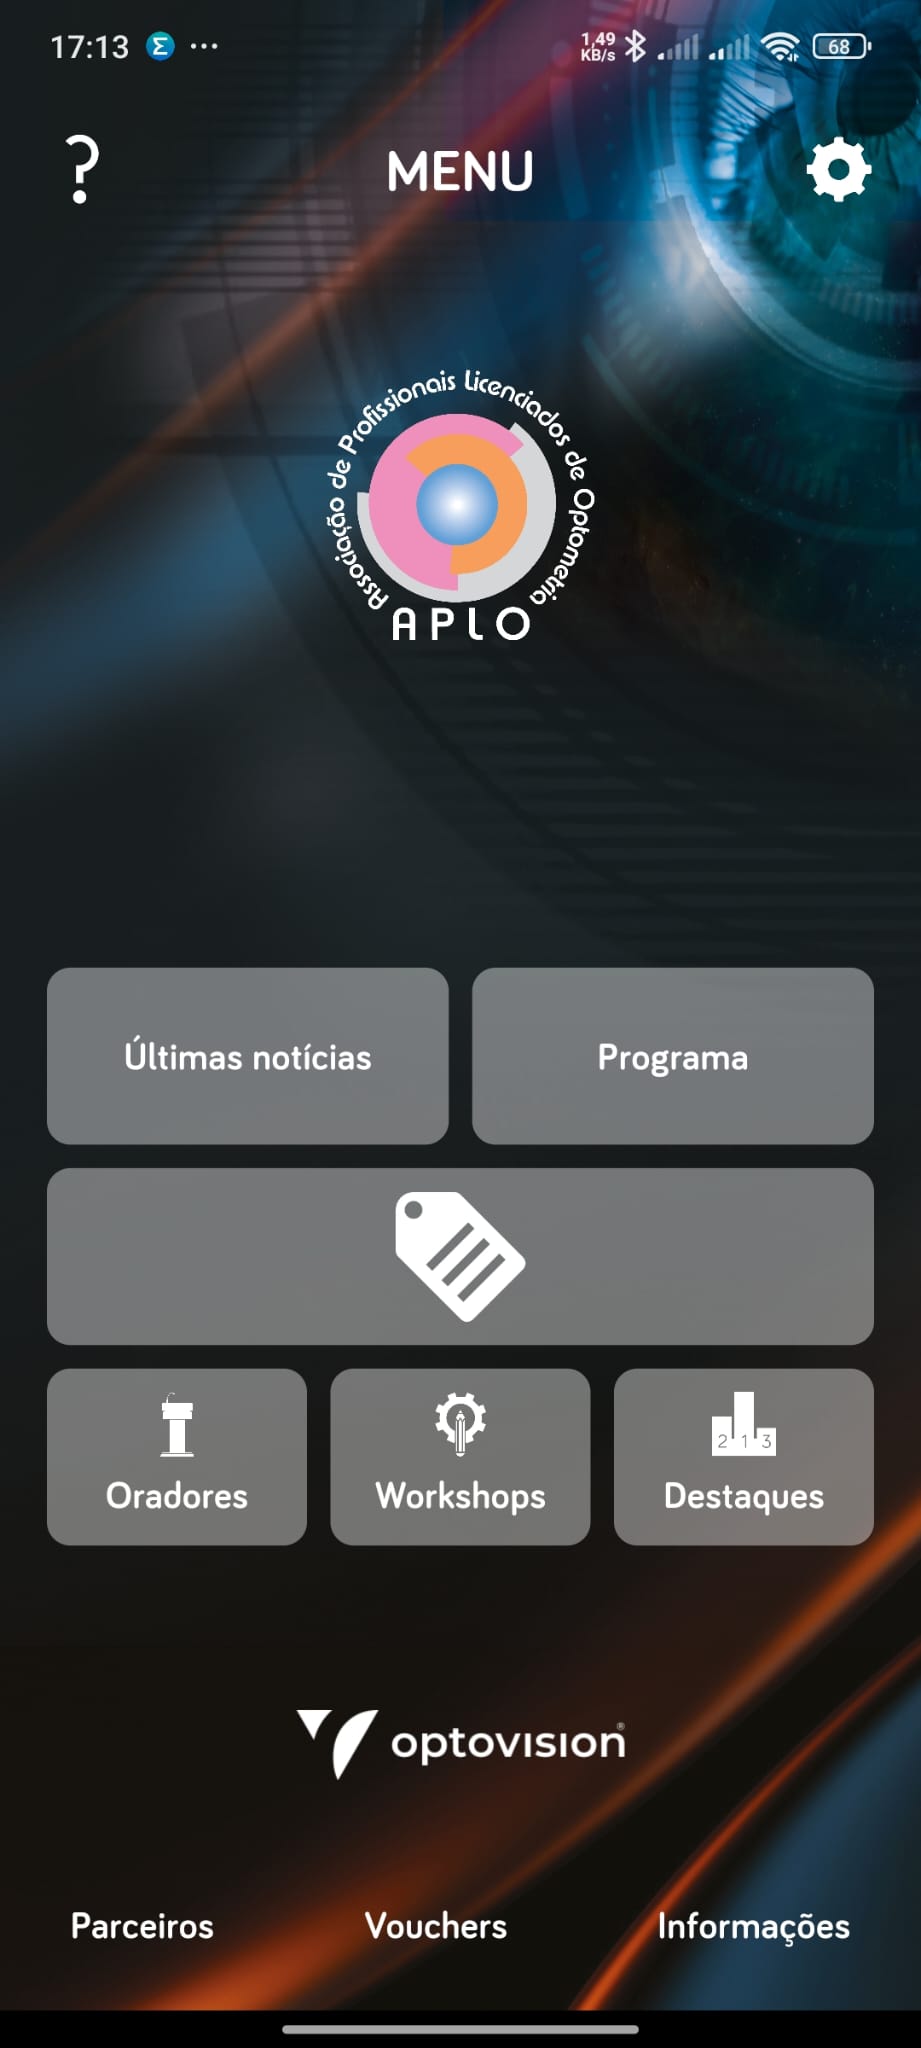 17:13
1,49
KB/s
68
?
MENU
Associação de Profissionais Licenciados de Optometria
APLO
Últimas notícias
Programa
2 1 3
Oradores
Workshops
Destaques
optovision®
Parceiros
Vouchers
Informações